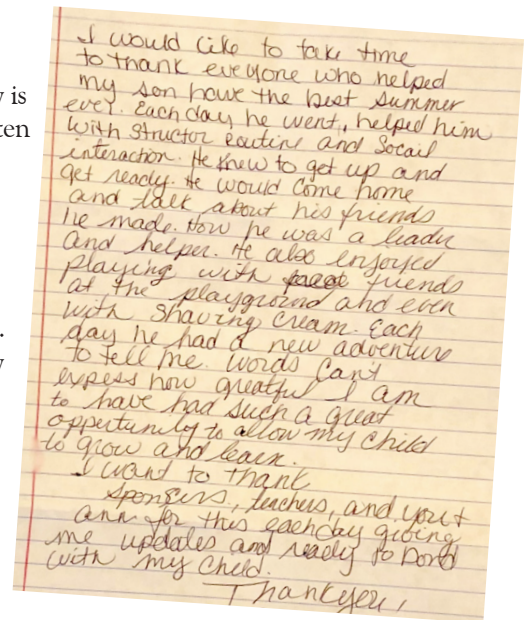 y is
ten
.
y
I would like to take time
to thank everyone who helped
my son have the best summer
ever. Each day he went, helped him
with structor routine and Socail
interaction. He knew to get up and
get ready. He would come home
and talk about his friends
he made. How he was a leader
and helper. He also enjoyed
playing with friends
at the playground and even
with shaving cream. Each
day he had a new adventure
to tell me. Words can't
expess how greatful I am
to have had such a great
oppertunity to allow my child
to grow and learn.
I want to thank
sponsers, teachers, and
ann for this each day giving
me updates and ready to bond
with my child.
Thankyou,